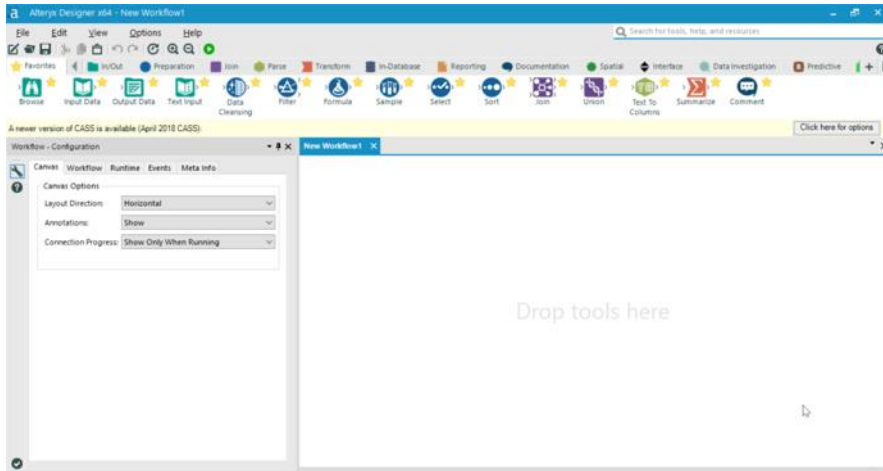 Alteryx Designer x64 - New Workflow1
File Edit View Options Help
Search for tools, help, and resources
Favorites In/Out Preparation Join Parse Transform In-Database Reporting Documentation Spatial Interface Data Investigation Predictive
Browse Input Data Output Data Text Input Data Cleansing Filter Formula Sample Select Sort Join Union Text To Columns Summarize Comment
A newer version of CASS is available (April 2018 CASS) Click here for options
Workflow - Configuration New Workflow1
Canvas Workflow Runtime Events Meta Info
Canvas Options
Layout Direction: Horizontal
Annotations: Show
Connection Progress: Show Only When Running
Drop tools here